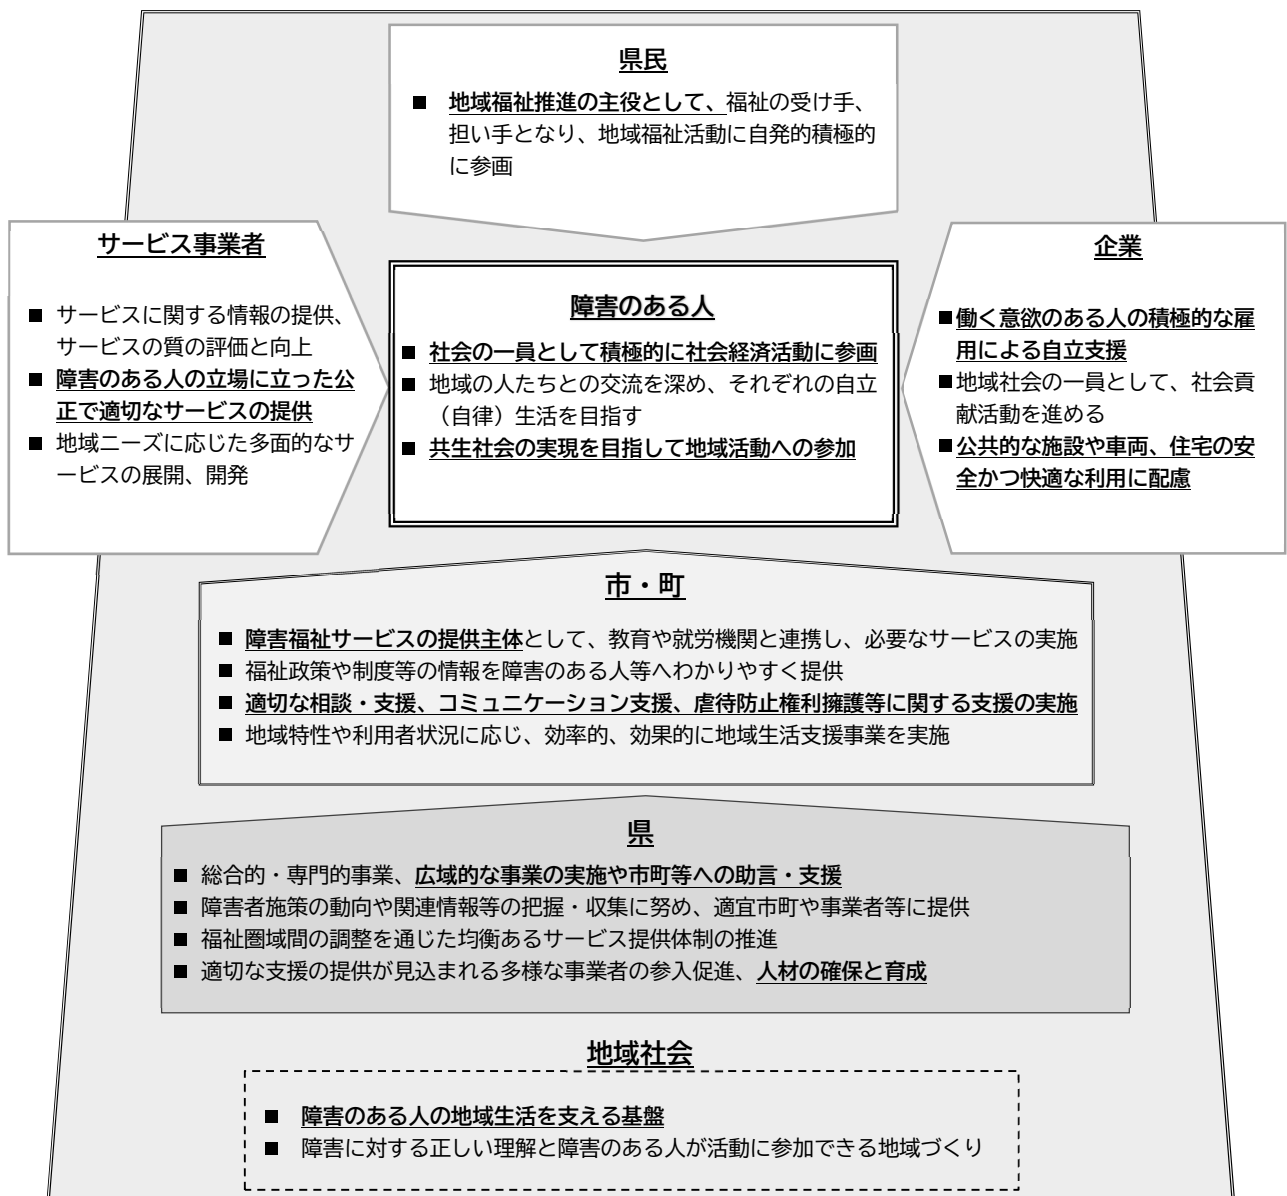 県民
■ 地域福祉推進の主役として、福祉の受け手、
担い手となり、地域福祉活動に自発的積極的
に参画
サービス事業者
■ サービスに関する情報の提供、
サービスの質の評価と向上
■ 障害のある人の立場に立った公
正で適切なサービスの提供
■ 地域ニーズに応じた多面的なサ
ービスの展開、開発
障害のある人
■ 社会の一員として積極的に社会経済活動に参画
■ 地域の人たちとの交流を深め、それぞれの自立
（自律）生活を目指す
■ 共生社会の実現を目指して地域活動への参加
企業
■働く意欲のある人の積極的な雇
用による自立支援
■地域社会の一員として、社会貢
献活動を進める
■公共的な施設や車両、住宅の安
全かつ快適な利用に配慮
市・町
■ 障害福祉サービスの提供主体として、教育や就労機関と連携し、必要なサービスの実施
■ 福祉政策や制度等の情報を障害のある人等へわかりやすく提供
■ 適切な相談・支援、コミュニケーション支援、虐待防止権利擁護等に関する支援の実施
■ 地域特性や利用者状況に応じ、効率的、効果的に地域生活支援事業を実施
県
■ 総合的・専門的事業、広域的な事業の実施や市町等への助言・支援
■ 障害者施策の動向や関連情報等の把握・収集に努め、適宜市町や事業者等に提供
■ 福祉圏域間の調整を通じた均衡あるサービス提供体制の推進
■ 適切な支援の提供が見込まれる多様な事業者の参入促進、人材の確保と育成
地域社会
■ 障害のある人の地域生活を支える基盤
■ 障害に対する正しい理解と障害のある人が活動に参加できる地域づくり